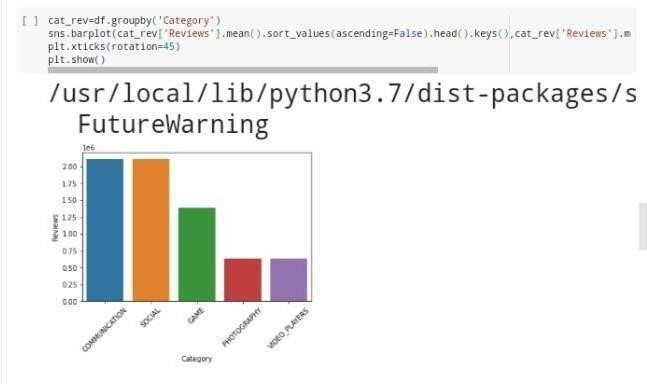 [ ] cat_rev=df.groupby('Category')
sns.barplot(cat_rev['Reviews'].mean().sort_values(ascending=False).head().keys(),cat_rev['Reviews'].m
plt.xticks(rotation=45)
plt.show()
/usr/local/lib/python3.7/dist-packages/s
FutureWarning
1e6
2.00
1.75
1.50
1.25
1.00
0.75
0.50
0.25
0.00
Reviews
COMMUNICATION
SOCIAL
GAME
PHOTOGRAPHY
VIDEO_PLAYERS
Category